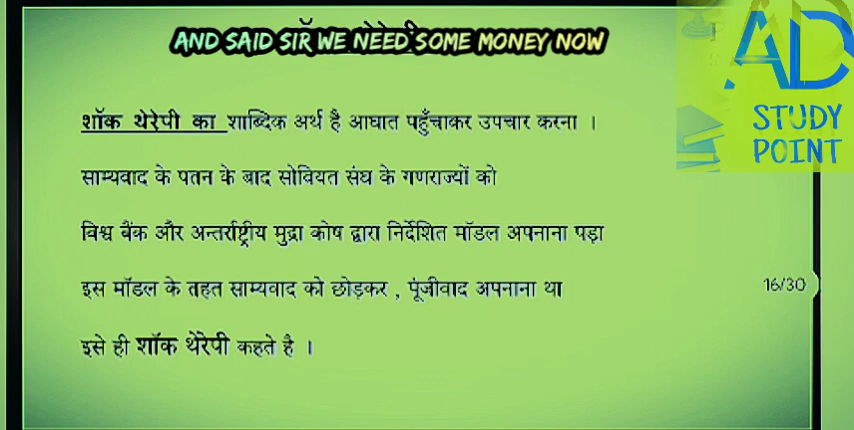 AND SAID SIR WE NEED SOME MONEY NOW
AD
STUDY
POINT
शॉक थेरेपी का शाब्दिक अर्थ है आघात पहुँचाकर उपचार करना ।
साम्यवाद के पतन के बाद सोवियत संघ के गणराज्यों को
विश्व बैंक और अन्तर्राष्ट्रीय मुद्रा कोष द्वारा निर्देशित मॉडल अपनाना पड़ा
इस मॉडल के तहत साम्यवाद को छोड़कर , पूंजीवाद अपनाना था
16/30
इसे ही शॉक थेरेपी कहते है ।